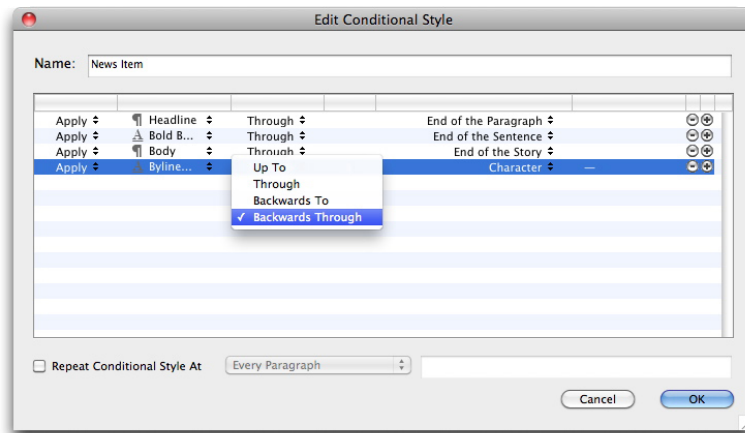 Edit Conditional Style
Name: News Item
Apply ¶ Headline Through End of the Paragraph
Apply A Bold B... Through End of the Sentence
Apply ¶ Body Through End of the Story
Apply A Byline... Character —
Up To
Through
Backwards To
✓ Backwards Through
Repeat Conditional Style At Every Paragraph
Cancel OK